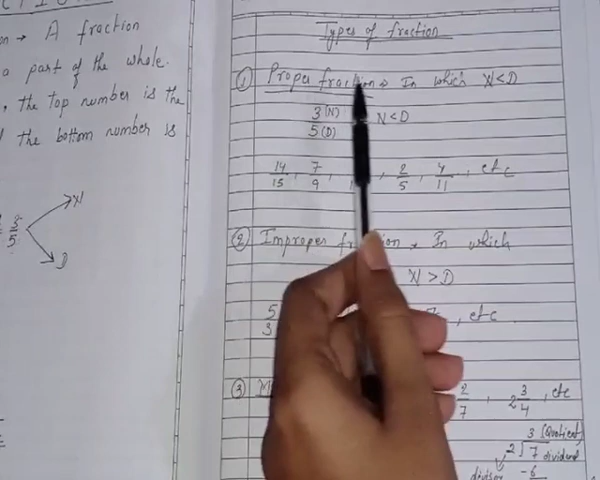 A fraction
a part of the whole.
, the top number is the
the bottom number is
3/5 N
D
Types of fraction
① Proper fraction → In which N<D
3(N)/5(D) N<D
14/15, 7/9, , 2/5, 4/11, etc
② Improper fraction → In which
N>D
5/3 , etc
③ M 2/7, 2 3/4, etc
3 (Quotient)
2 7 dividend
divisor -6